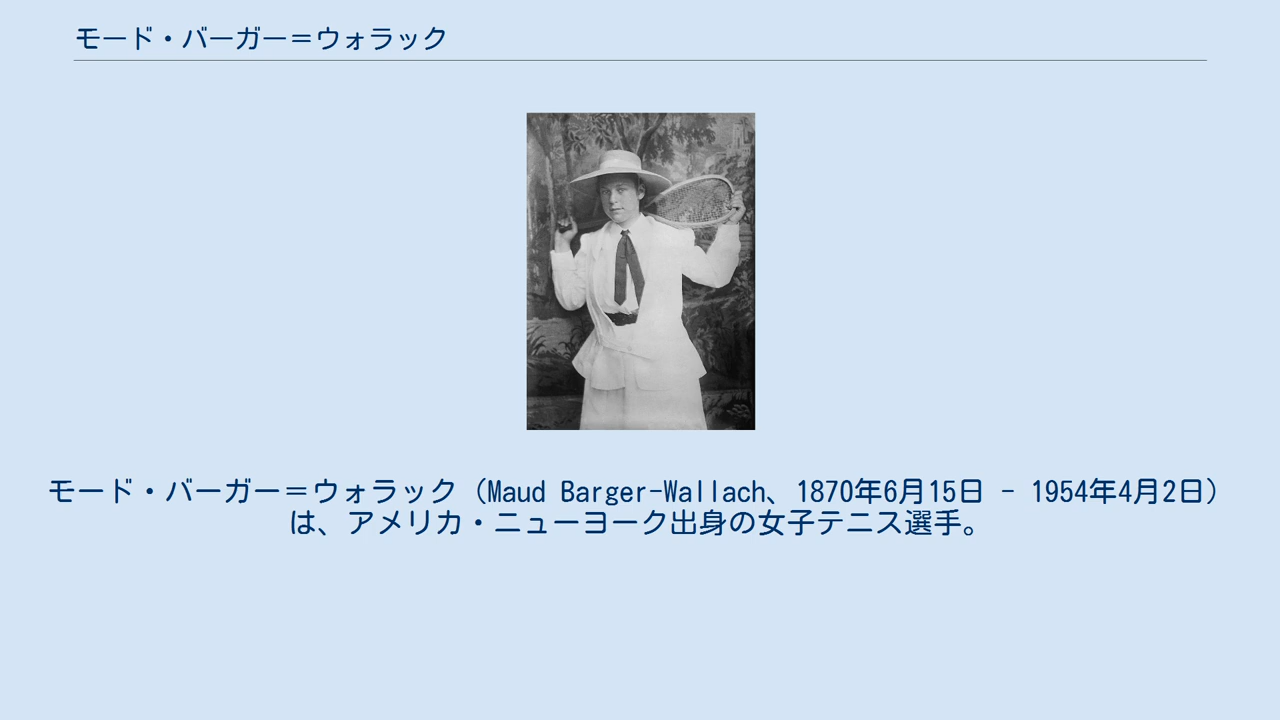 モード・バーガー＝ウォラック
モード・バーガー＝ウォラック（Maud Barger-Wallach、1870年6月15日 - 1954年4月2日）
は、アメリカ・ニューヨーク出身の女子テニス選手。